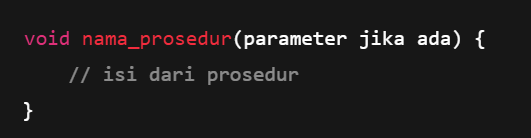 void nama_prosedur(parameter jika ada) {
    // isi dari prosedur
}